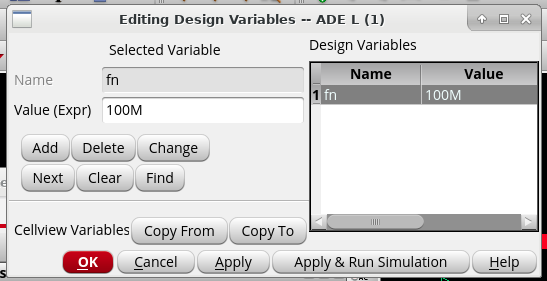 Editing Design Variables -- ADE L (1)
Selected Variable
Name fn
Value (Expr) 100M
Add Delete Change
Next Clear Find
Cellview Variables Copy From Copy To
Design Variables
Name Value
1 fn 100M
OK Cancel Apply Apply & Run Simulation Help